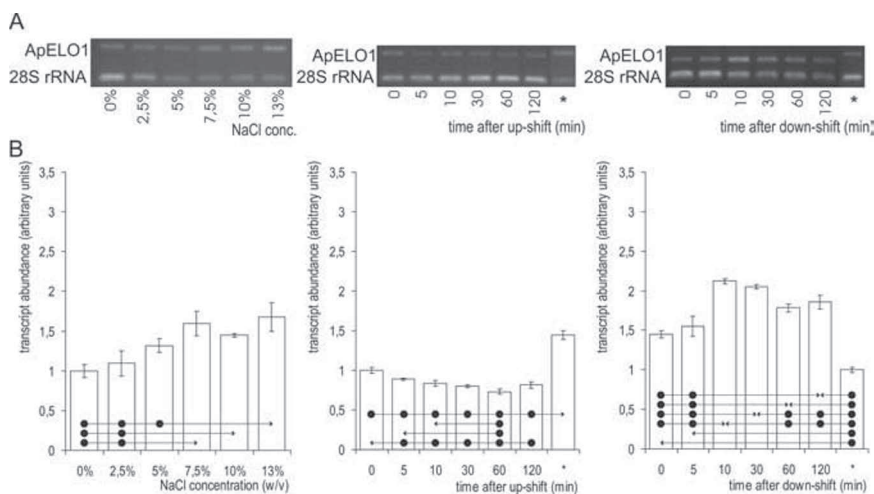 A
ApELO1
28S rRNA
0%
2,5%
5%
7,5%
10%
13%
NaCl conc.
ApELO1
28S rRNA
0
5
10
30
60
120
*
time after up-shift (min)
ApELO1
28S rRNA
0
5
10
30
60
120
*
time after down-shift (min)
B
transcript abundance (arbitrary units)
4
3,5
3
2,5
2
1,5
1
0,5
0
0% 2,5% 5% 7,5% 10% 13%
NaCl concentration (w/v)
transcript abundance (arbitrary units)
4
3,5
3
2,5
2
1,5
1
0,5
0
0 5 10 30 60 120 *
time after up-shift (min)
transcript abundance (arbitrary units)
4
3,5
3
2,5
2
1,5
1
0,5
0
0 5 10 30 60 120 *
time after down-shift (min)